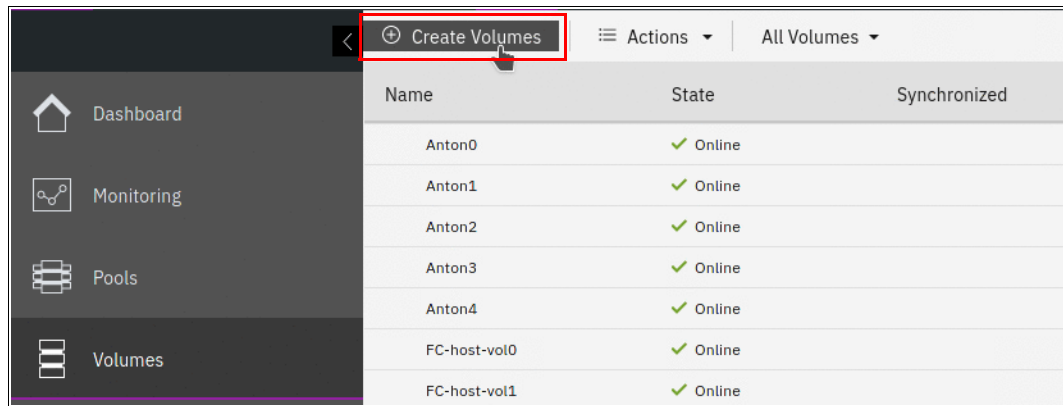 Create Volumes Actions All Volumes
Name State Synchronized
Dashboard
Anton0 Online
Anton1 Online
Monitoring
Anton2 Online
Anton3 Online
Pools
Anton4 Online
FC-host-vol0 Online
Volumes
FC-host-vol1 Online